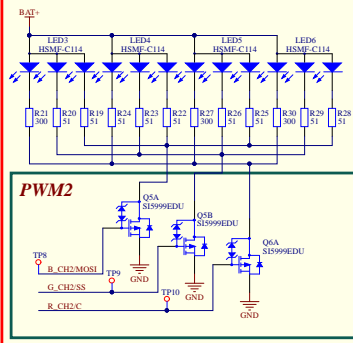 BAT+
LED3 LED4 LED5 LED6
HSMF-C114 HSMF-C114 HSMF-C114 HSMF-C114
R21 R20 R19 R24 R23 R22 R27 R26 R25 R30 R29 R28
300 51 51 51 51 51 300 51 51 300 51 51
PWM2
Q5A
SI5999EDU
Q5B
SI5999EDU
Q6A
SI5999EDU
TP8
B_CH2/MOSI
TP9
GND
G_CH2/SS
TP10
GND
R_CH2/C
GND